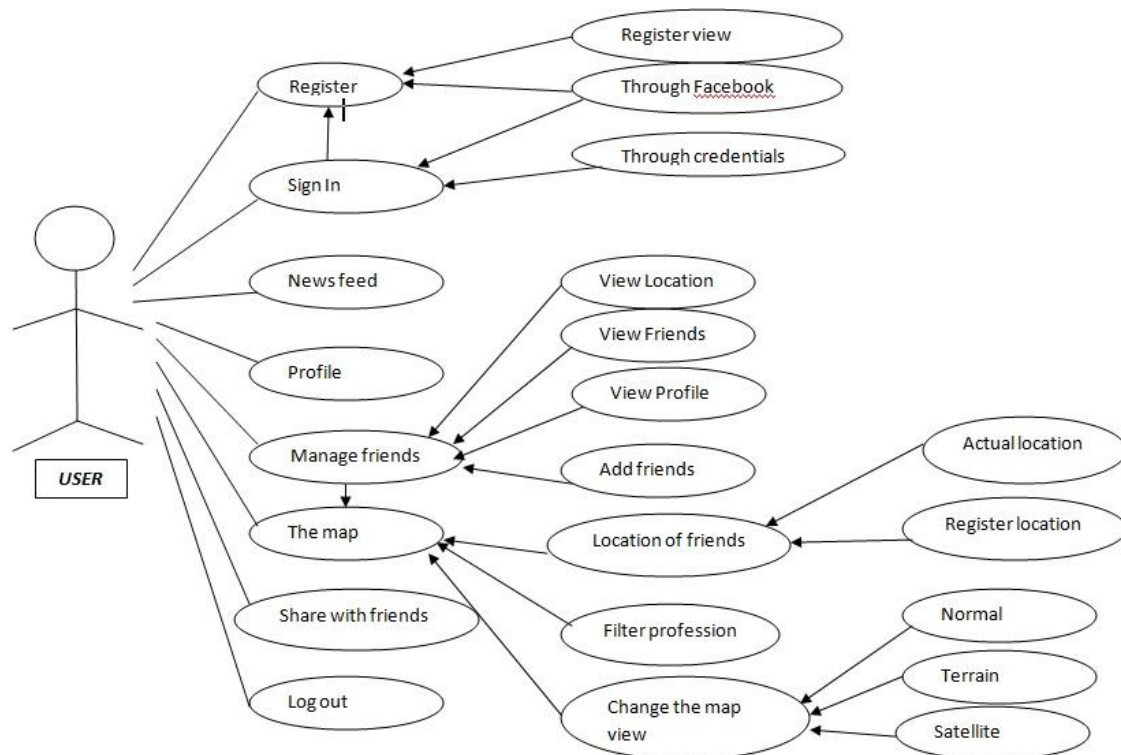 Register view
Register
Through Facebook
Through credentials
Sign In
News feed
View Location
View Friends
Profile
View Profile
Actual location
Manage friends
Add friends
USER
Register location
The map
Location of friends
Share with friends
Filter profession
Normal
Terrain
Log out
Change the map
view
Satellite